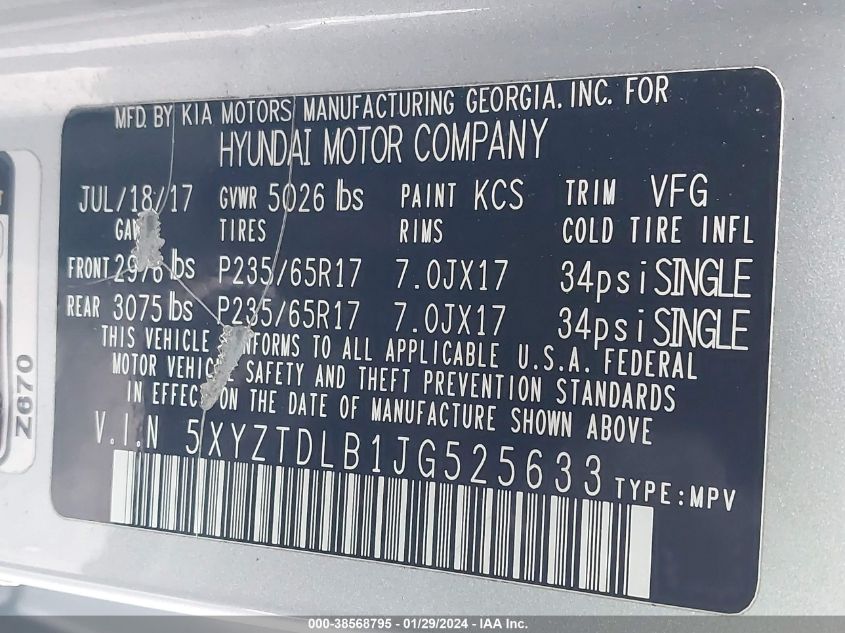 MFD. BY KIA MOTORS MANUFACTURING GEORGIA. INC. FOR
HYUNDAI MOTOR COMPANY
JUL/18/17 GVWR 5026 lbs PAINT KCS TRIM VFG
TIRES RIMS COLD TIRE INFL
FRONT 2976 lbs P235/65R17 7.0JX17 34psi SINGLE
REAR 3075 lbs P235/65R17 7.0JX17 34psi SINGLE
THIS VEHICLE TO ALL APPLICABLE U.S.A. FEDERAL
MOTOR VEHICLE SAFETY AND THEFT PREVENTION STANDARDS
IN EFFECT ON THE DATE OF MANUFACTURE SHOWN ABOVE
V.I.N 5XYZTDLB1JG525633 TYPE:MPV
Z670
000-38568795 - 01/29/2024 - IAA Inc.